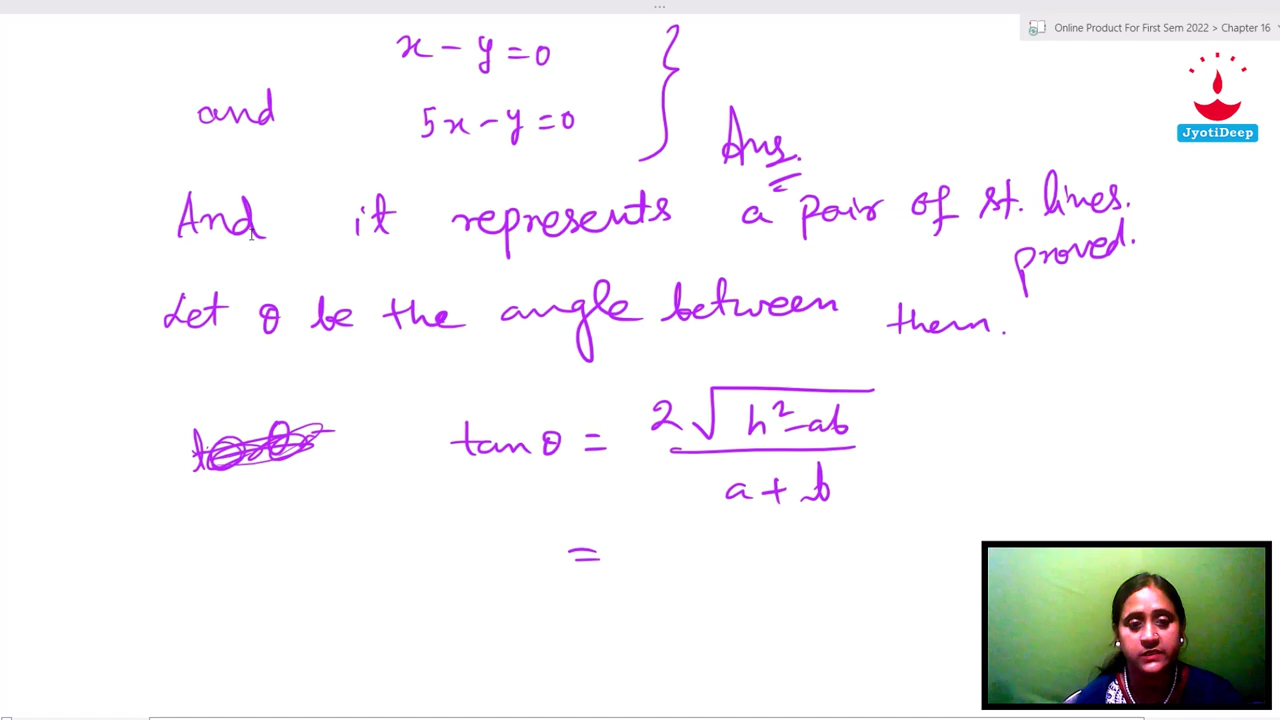 Online Product For First Sem 2022 > Chapter 16
JyotiDeep
x - y = 0
and 5x - y = 0
Ans.
And it represents a pair of st. lines.
proved.
Let θ be the angle between them.
tan θ = 2√(h² - ab) / (a + b)
=